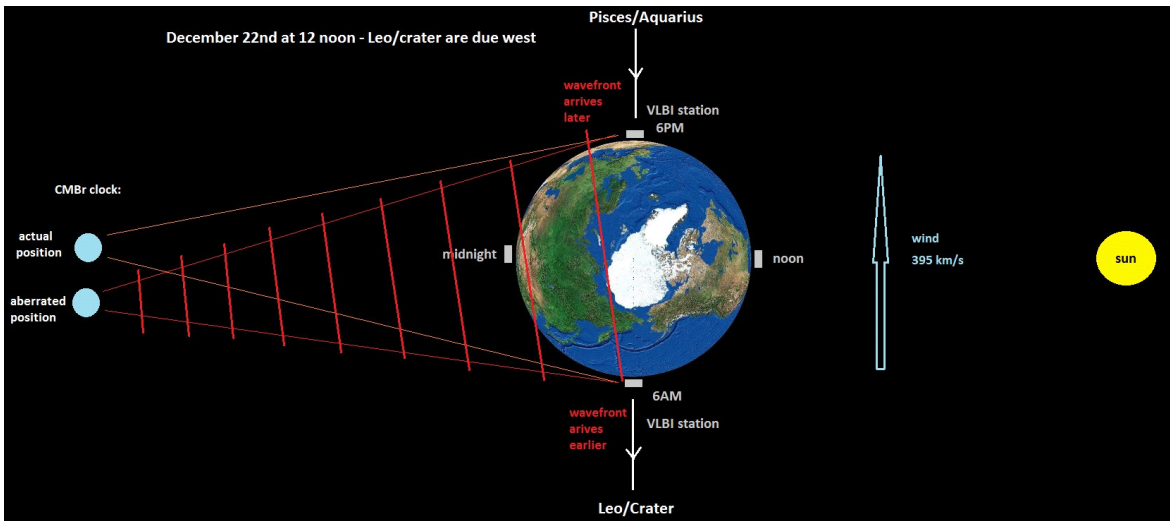 Pisces/Aquarius
December 22nd at 12 noon - Leo/crater are due west
wavefront
arrives
later
VLBI station
6PM
CMBr clock:
actual
position
aberrated
position
midnight
noon
wind
395 km/s
sun
6AM
wavefront
arives
earlier
VLBI station
Leo/Crater